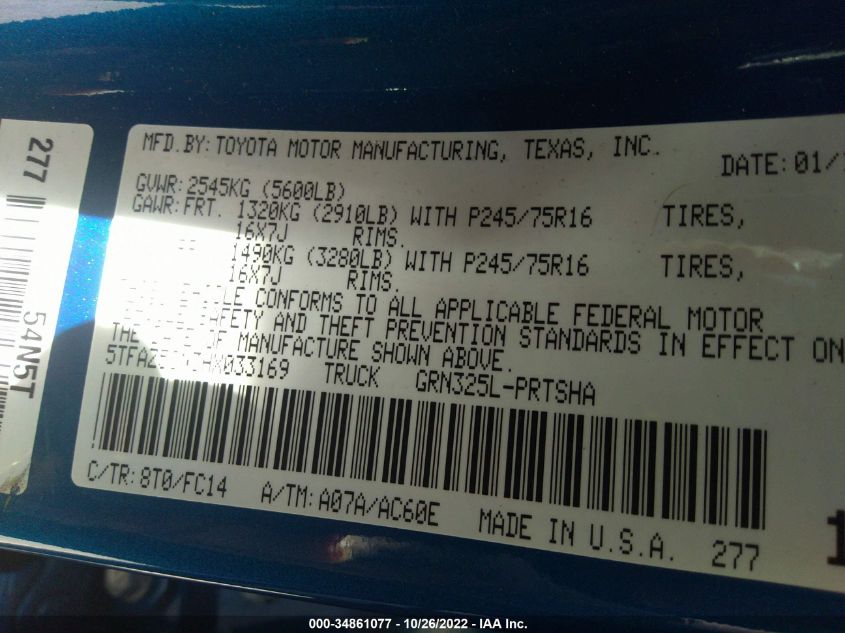 277
54N5T
MFD.BY:TOYOTA MOTOR MANUFACTURING, TEXAS, INC.
DATE:01/
GVWR:2545KG (5600LB)
GAWR:FRT. 1320KG (2910LB) WITH P245/75R16 TIRES,
16X7J RIMS.
1490KG (3280LB) WITH P245/75R16 TIRES,
16X7J RIMS.
CONFORMS TO ALL APPLICABLE FEDERAL MOTOR
AND THEFT PREVENTION STANDARDS IN EFFECT ON
THE OF MANUFACTURE SHOWN ABOVE.
TRUCK GRN325L-PRTSHA
C/TR:8T0/FC14 A/TM:A07A/AC60E MADE IN U.S.A. 277
000-34861077 - 10/26/2022 - IAA Inc.